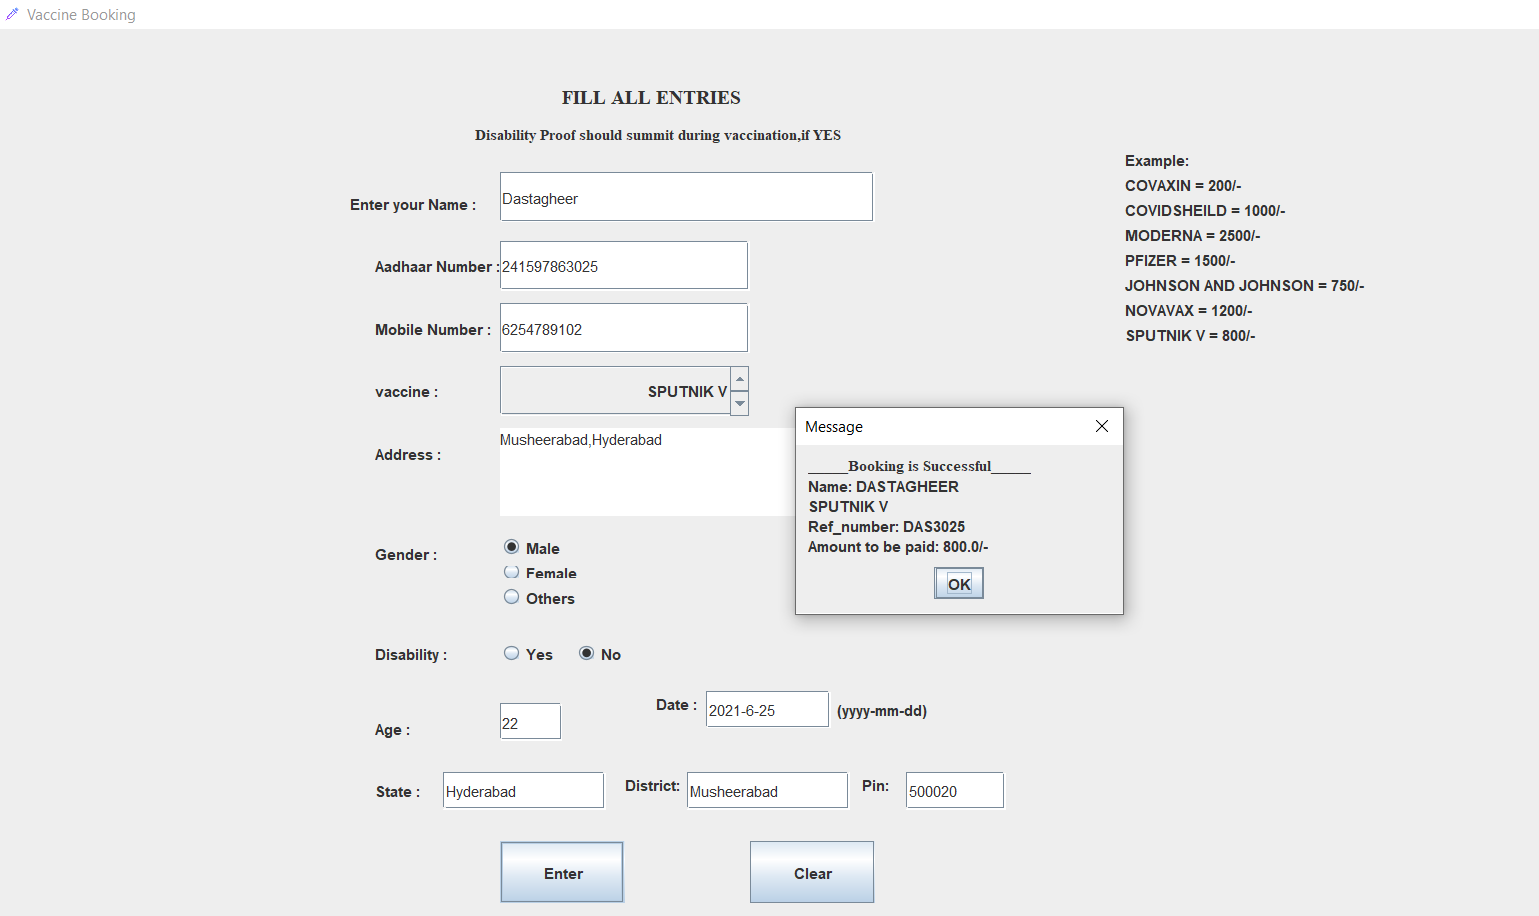 Vaccine Booking
FILL ALL ENTRIES
Disability Proof should summit during vaccination,if YES
Example:
COVAXIN = 200/-
COVIDSHEILD = 1000/-
MODERNA = 2500/-
PFIZER = 1500/-
JOHNSON AND JOHNSON = 750/-
NOVAVAX = 1200/-
SPUTNIK V = 800/-
Enter your Name : Dastagheer
Aadhaar Number : 241597863025
Mobile Number : 6254789102
vaccine : SPUTNIK V
Address : Musheerabad,Hyderabad
Message
_____Booking is Successful_____
Name: DASTAGHEER
SPUTNIK V
Ref_number: DAS3025
Amount to be paid: 800.0/-
OK
Gender : Male
Female
Others
Disability : Yes No
Age : 22 Date : 2021-6-25 (yyyy-mm-dd)
State : Hyderabad District: Musheerabad Pin: 500020
Enter Clear